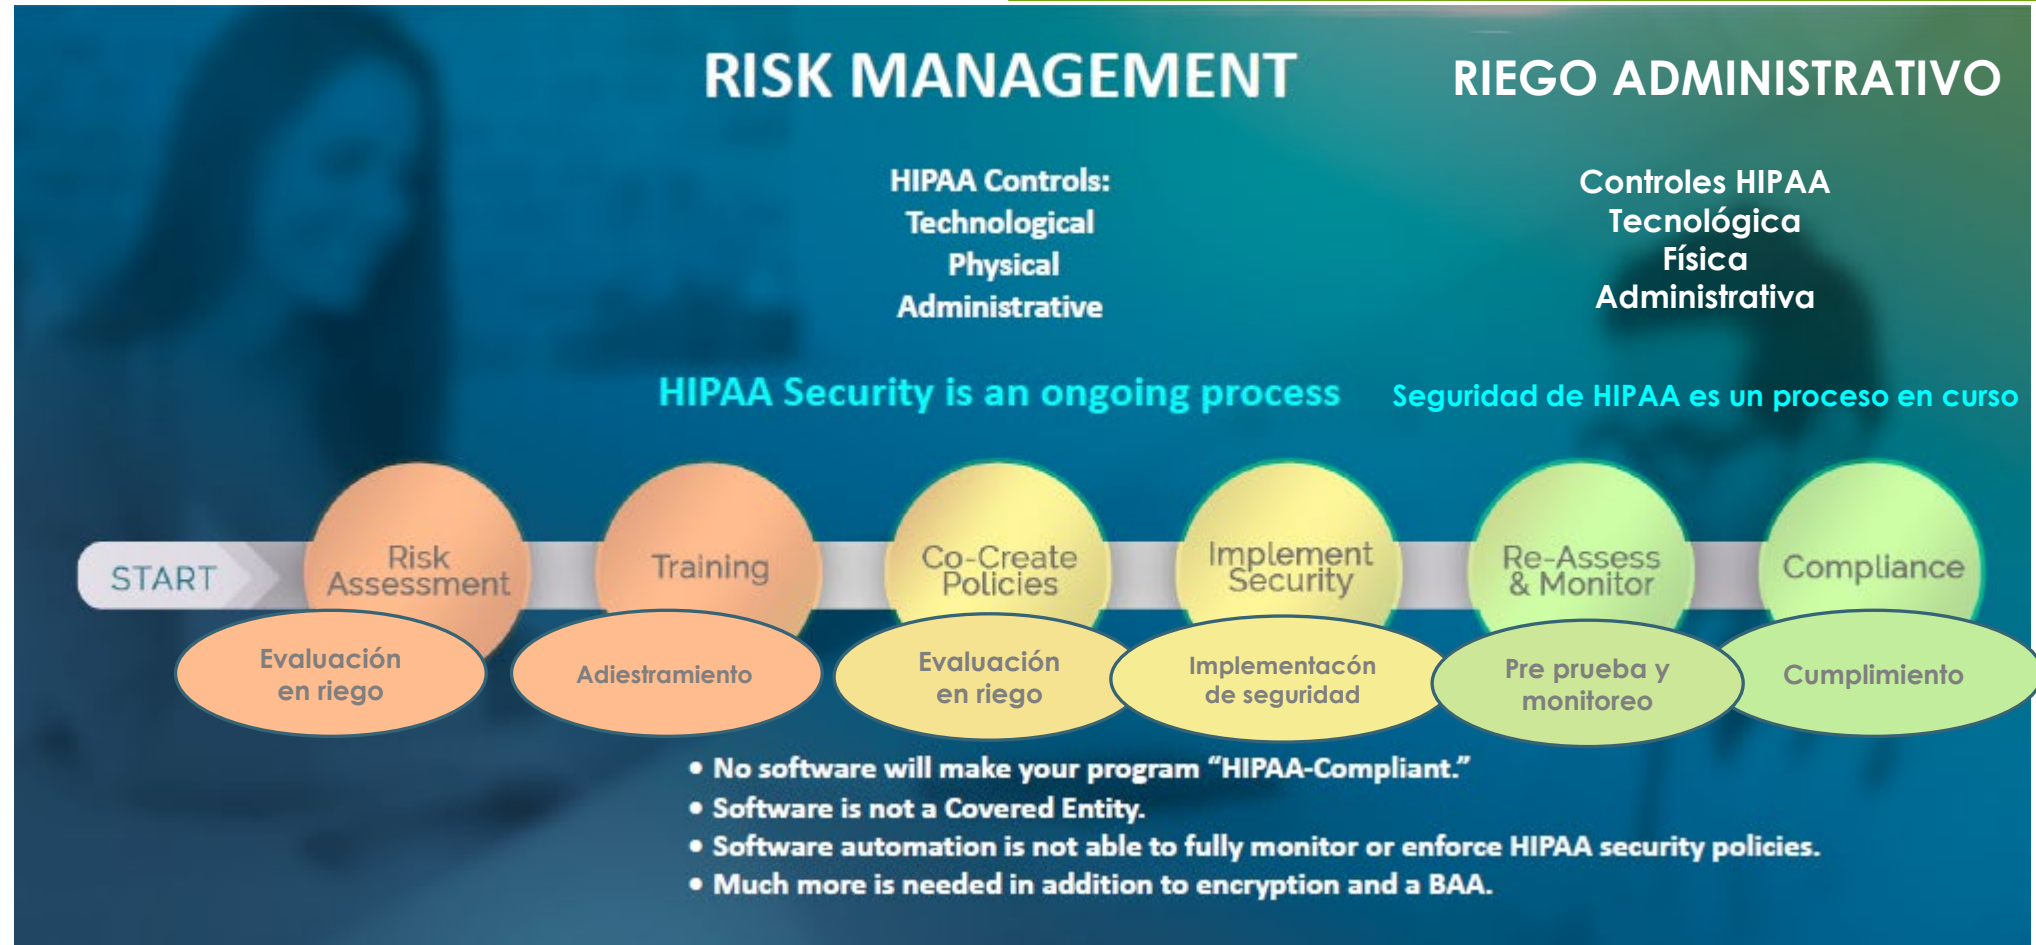 RISK MANAGEMENT
RIEGO ADMINISTRATIVO
HIPAA Controls:
Technological
Physical
Administrative
Controles HIPAA
Tecnológica
Física
Administrativa
HIPAA Security is an ongoing process
Seguridad de HIPAA es un proceso en curso
START
Risk
Assessment
Training
Co-Create
Policies
Implement
Security
Re-Assess
& Monitor
Compliance
Evaluación
en riego
Adiestramiento
Evaluación
en riego
Implementacón
de seguridad
Pre prueba y
monitoreo
Cumplimiento
• No software will make your program “HIPAA-Compliant.”
• Software is not a Covered Entity.
• Software automation is not able to fully monitor or enforce HIPAA security policies.
• Much more is needed in addition to encryption and a BAA.